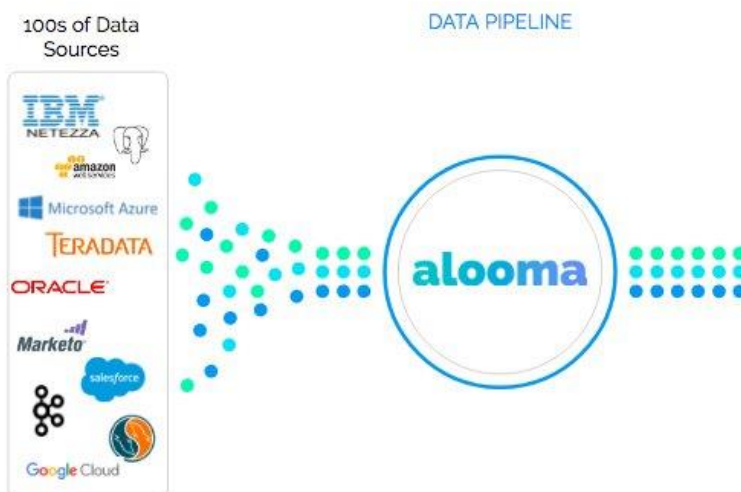 100s of Data
Sources
DATA PIPELINE
IBM
NETEZZA
amazon
web services
Microsoft Azure
TERADATA
ORACLE
Marketo
salesforce
Google Cloud
alooma